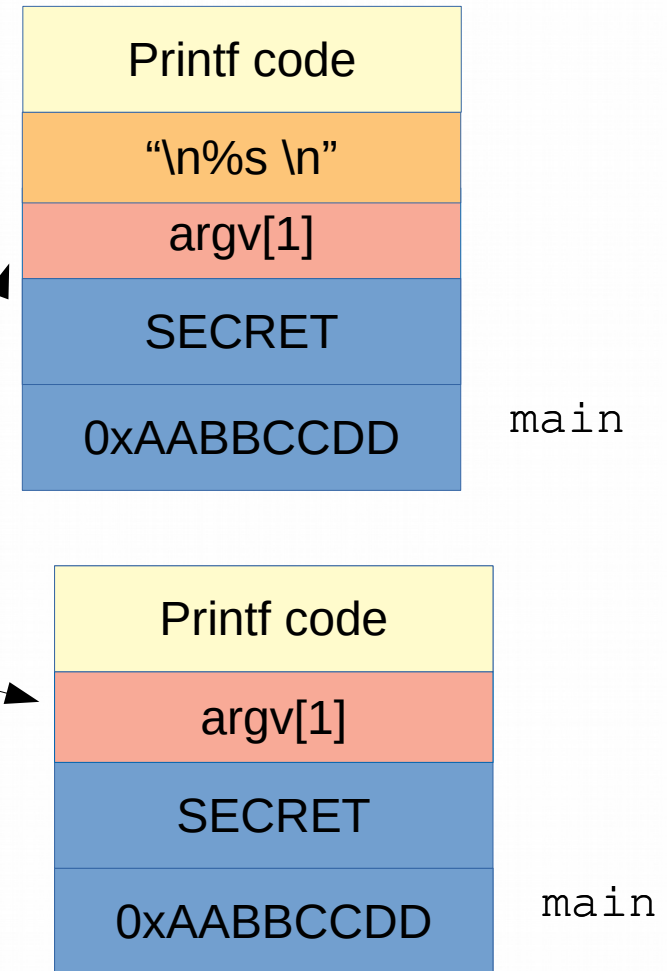 Printf code
“\n%s \n”
argv[1]
SECRET
0xAABBCCDD
main
Printf code
argv[1]
SECRET
0xAABBCCDD
main